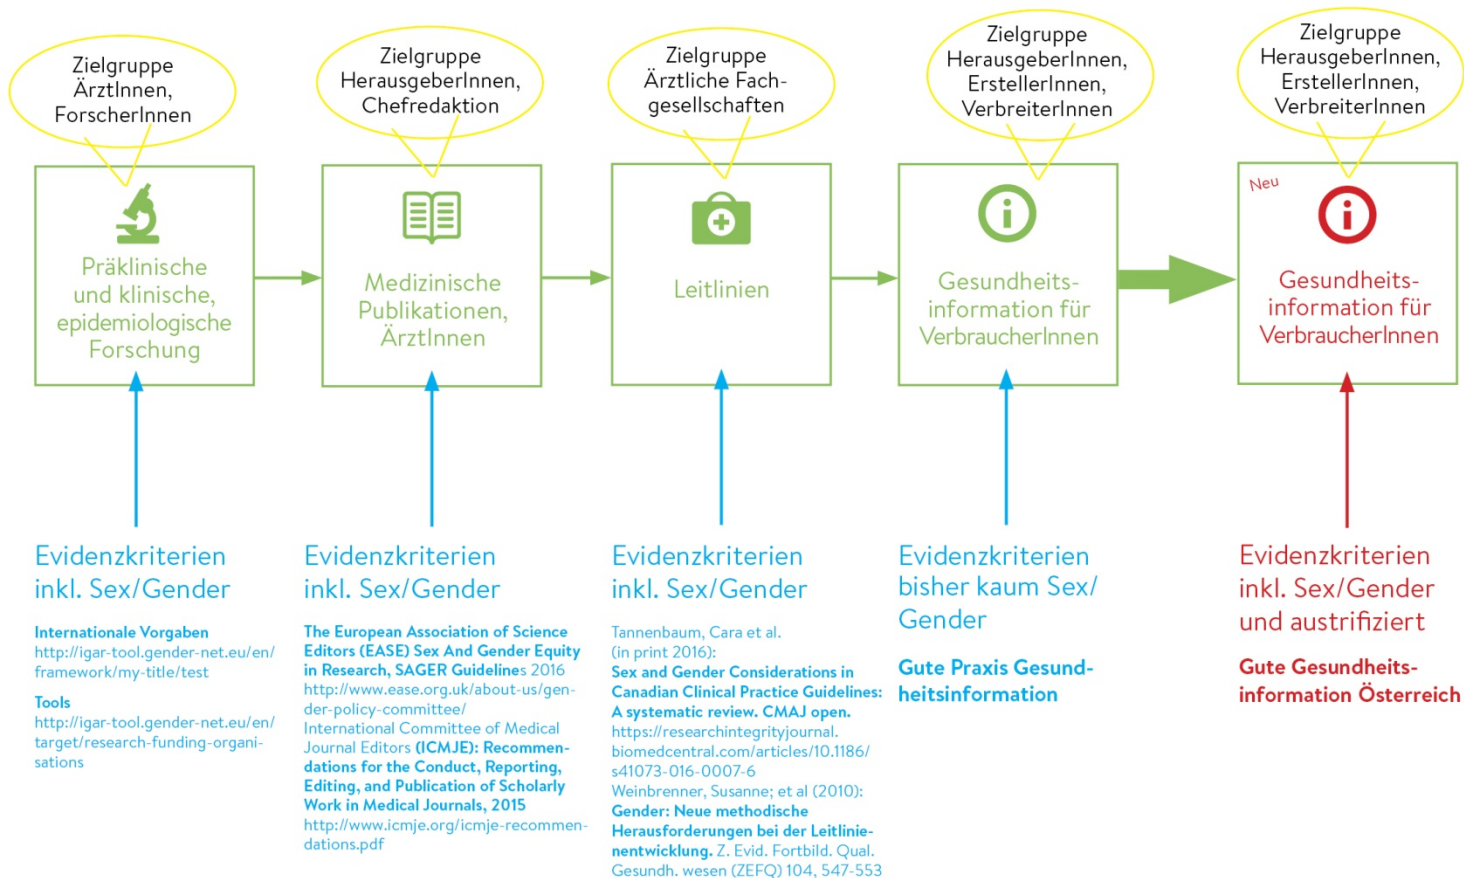 Zielgruppe
ÄrztInnen,
ForscherInnen
Zielgruppe
HerausgeberInnen,
Chefredaktion
Zielgruppe
Ärztliche Fach-
gesellschaften
Zielgruppe
HerausgeberInnen,
ErstellerInnen,
VerbreiterInnen
Zielgruppe
HerausgeberInnen,
ErstellerInnen,
VerbreiterInnen
Präklinische
und klinische,
epidemiologische
Forschung
Medizinische
Publikationen,
ÄrztInnen
Leitlinien
Gesundheits-
information für
VerbraucherInnen
Neu
Gesundheits-
information für
VerbraucherInnen
Evidenzkriterien
inkl. Sex/Gender
Internationale Vorgaben
http://igar-tool.gender-net.eu/en/
framework/my-title/test
Tools
http://igar-tool.gender-net.eu/en/
target/research-funding-organi-
sations
Evidenzkriterien
inkl. Sex/Gender
The European Association of Science
Editors (EASE) Sex And Gender Equity
in Research, SAGER Guidelines 2016
http://www.ease.org.uk/about-us/gen-
der-policy-committee/
International Committee of Medical
Journal Editors (ICMJE): Recommen-
dations for the Conduct, Reporting,
Editing, and Publication of Scholarly
Work in Medical Journals, 2015
http://www.icmje.org/icmje-recommen-
dations.pdf
Evidenzkriterien
inkl. Sex/Gender
Tannenbaum, Cara et al.
(in print 2016):
Sex and Gender Considerations in
Canadian Clinical Practice Guidelines:
A systematic review. CMAJ open.
https://researchintegrityjournal.
biomedcentral.com/articles/10.1186/
s41073-016-0007-6
Weinbrenner, Susanne; et al (2010):
Gender: Neue methodische
Herausforderungen bei der Leitlinie-
nentwicklung. Z. Evid. Fortbild. Qual.
Gesundh. wesen (ZEFQ) 104, 547-553
Evidenzkriterien
bisher kaum Sex/
Gender
Gute Praxis Gesund-
heitsinformation
Evidenzkriterien
inkl. Sex/Gender
und austrifiziert
Gute Gesundheits-
information Österreich